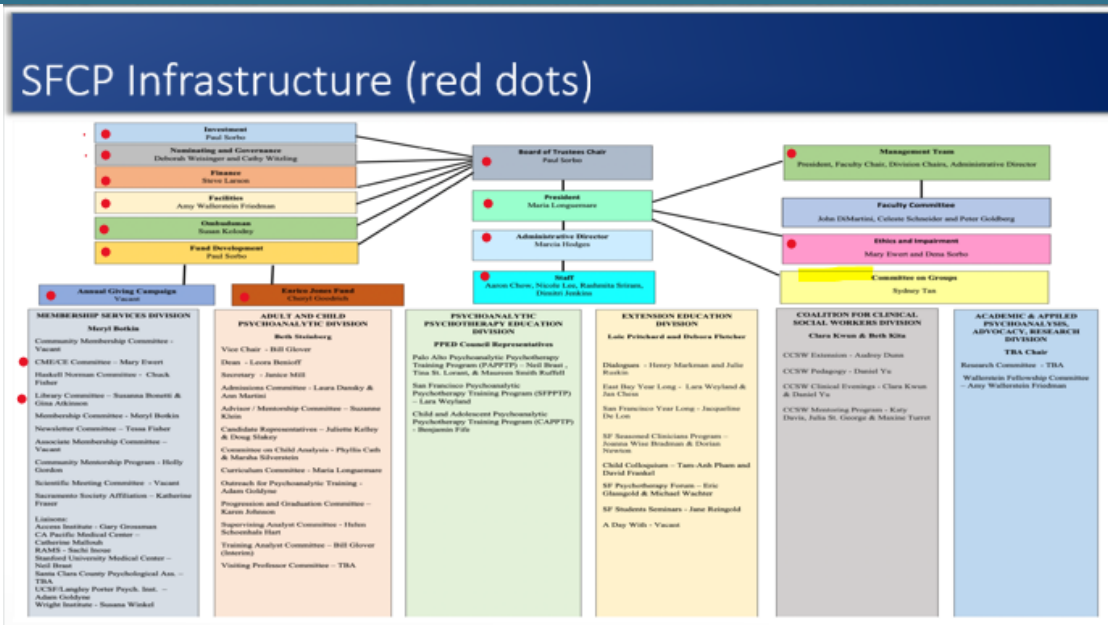 SFCP Infrastructure (red dots)
Investment
Paul Sorbo
Nominating and Governance
Deborah Weisinger and Cathy Witzling
Finance
Steve Larson
Facilities
Amy Wallerstein Friedman
Ombudsman
Susan Kolodny
Fund Development
Paul Sorbo
Annual Giving Campaign
Vacant
Enrico Jones Fund
Cheryl Goodrich
Board of Trustees Chair
Paul Sorbo
President
Maria Longuemare
Administrative Director
Marcia Hodges
Staff
Aaron Chow, Nicole Lee, Rashmita Sriram,
Dimitri Jenkins
Management Team
President, Faculty Chair, Division Chairs, Administrative Director
Faculty Committee
John DiMartini, Celeste Schneider and Peter Goldberg
Ethics and Impairment
Mary Ewert and Dena Sorbo
Committee on Groups
Sydney Tan
MEMBERSHIP SERVICES DIVISION
Meryl Botkin
Community Membership Committee -
Vacant
CME/CE Committee – Mary Ewert
Haskell Norman Committee - Chuck
Fisher
Library Committee – Suzanna Bonetti &
Gina Atkinson
Membership Committee - Meryl Botkin
Newsletter Committee – Tessa Fisher
Associate Membership Committee –
Vacant
Community Mentorship Program - Holly
Gordon
Scientific Meeting Committee - Vacant
Sacramento Society Affiliation – Katherine
Fraser
Liaisons:
Access Institute - Gary Grossman
CA Pacific Medical Center –
Catherine Mallouh
RAMS - Sachi Inoue
Stanford University Medical Center –
Neil Brast
Santa Clara County Psychological Ass. –
TBA
UCSF/Langley Porter Psych. Inst. –
Adam Goldyne
Wright Institute - Susana Winkel
ADULT AND CHILD
PSYCHOANALYTIC DIVISION
Beth Steinberg
Vice Chair - Bill Glover
Dean - Leora Benioff
Secretary - Janice Mill
Admissions Committee - Laura Dansky &
Ann Martini
Advisor / Mentorship Committee – Suzanne
Klein
Candidate Representatives – Juliette Kelley
& Doug Slakey
Committee on Child Analysis - Phyllis Cath
& Marsha Silverstein
Curriculum Committee - Maria Longuemare
Outreach for Psychoanalytic Training -
Adam Goldyne
Progression and Graduation Committee –
Karen Johnson
Supervising Analyst Committee - Helen
Schoenhals Hart
Training Analyst Committee – Bill Glover
(Interim)
Visiting Professor Committee – TBA
PSYCHOANALYTIC
PSYCHOTHERAPY EDUCATION
DIVISION
PPED Council Representatives
Palo Alto Psychoanalytic Psychotherapy
Training Program (PAPPTP) – Neil Brast ,
Tina St. Lorant, & Maureen Smith Ruffell
San Francisco Psychoanalytic
Psychotherapy Training Program (SFPPTP)
– Lara Weyland
Child and Adolescent Psychoanalytic
Psychotherapy Training Program (CAPPTP)
- Benjamin Fife
EXTENSION EDUCATION
DIVISION
Loie Pritchard and Debora Fletcher
Dialogues - Henry Markman and Julie
Ruskin
East Bay Year Long – Lara Weyland &
Jan Chess
San Francisco Year Long - Jacqueline
De Lon
SF Seasoned Clinicians Program –
Joanna Wise Bradman & Dorian
Newton
Child Colloquium – Tam-Anh Pham and
David Frankel
SF Psychotherapy Forum – Eric
Glassgold & Michael Wachter
SF Students Seminars - Jane Reingold
A Day With - Vacant
COALITION FOR CLINICAL
SOCIAL WORKERS DIVISION
Clara Kwun & Beth Kita
CCSW Extension - Audrey Dunn
CCSW Pedagogy - Daniel Yu
CCSW Clinical Evenings - Clara Kwun
& Daniel Yu
CCSW Mentoring Program - Katy
Davis, Julia St. George & Maxine Turret
ACADEMIC & APPLIED
PSYCHOANALYSIS,
ADVOCACY, RESEARCH
DIVISION
TBA Chair
Research Committee - TBA
Wallerstein Fellowship Committee
– Amy Wallerstein Friedman